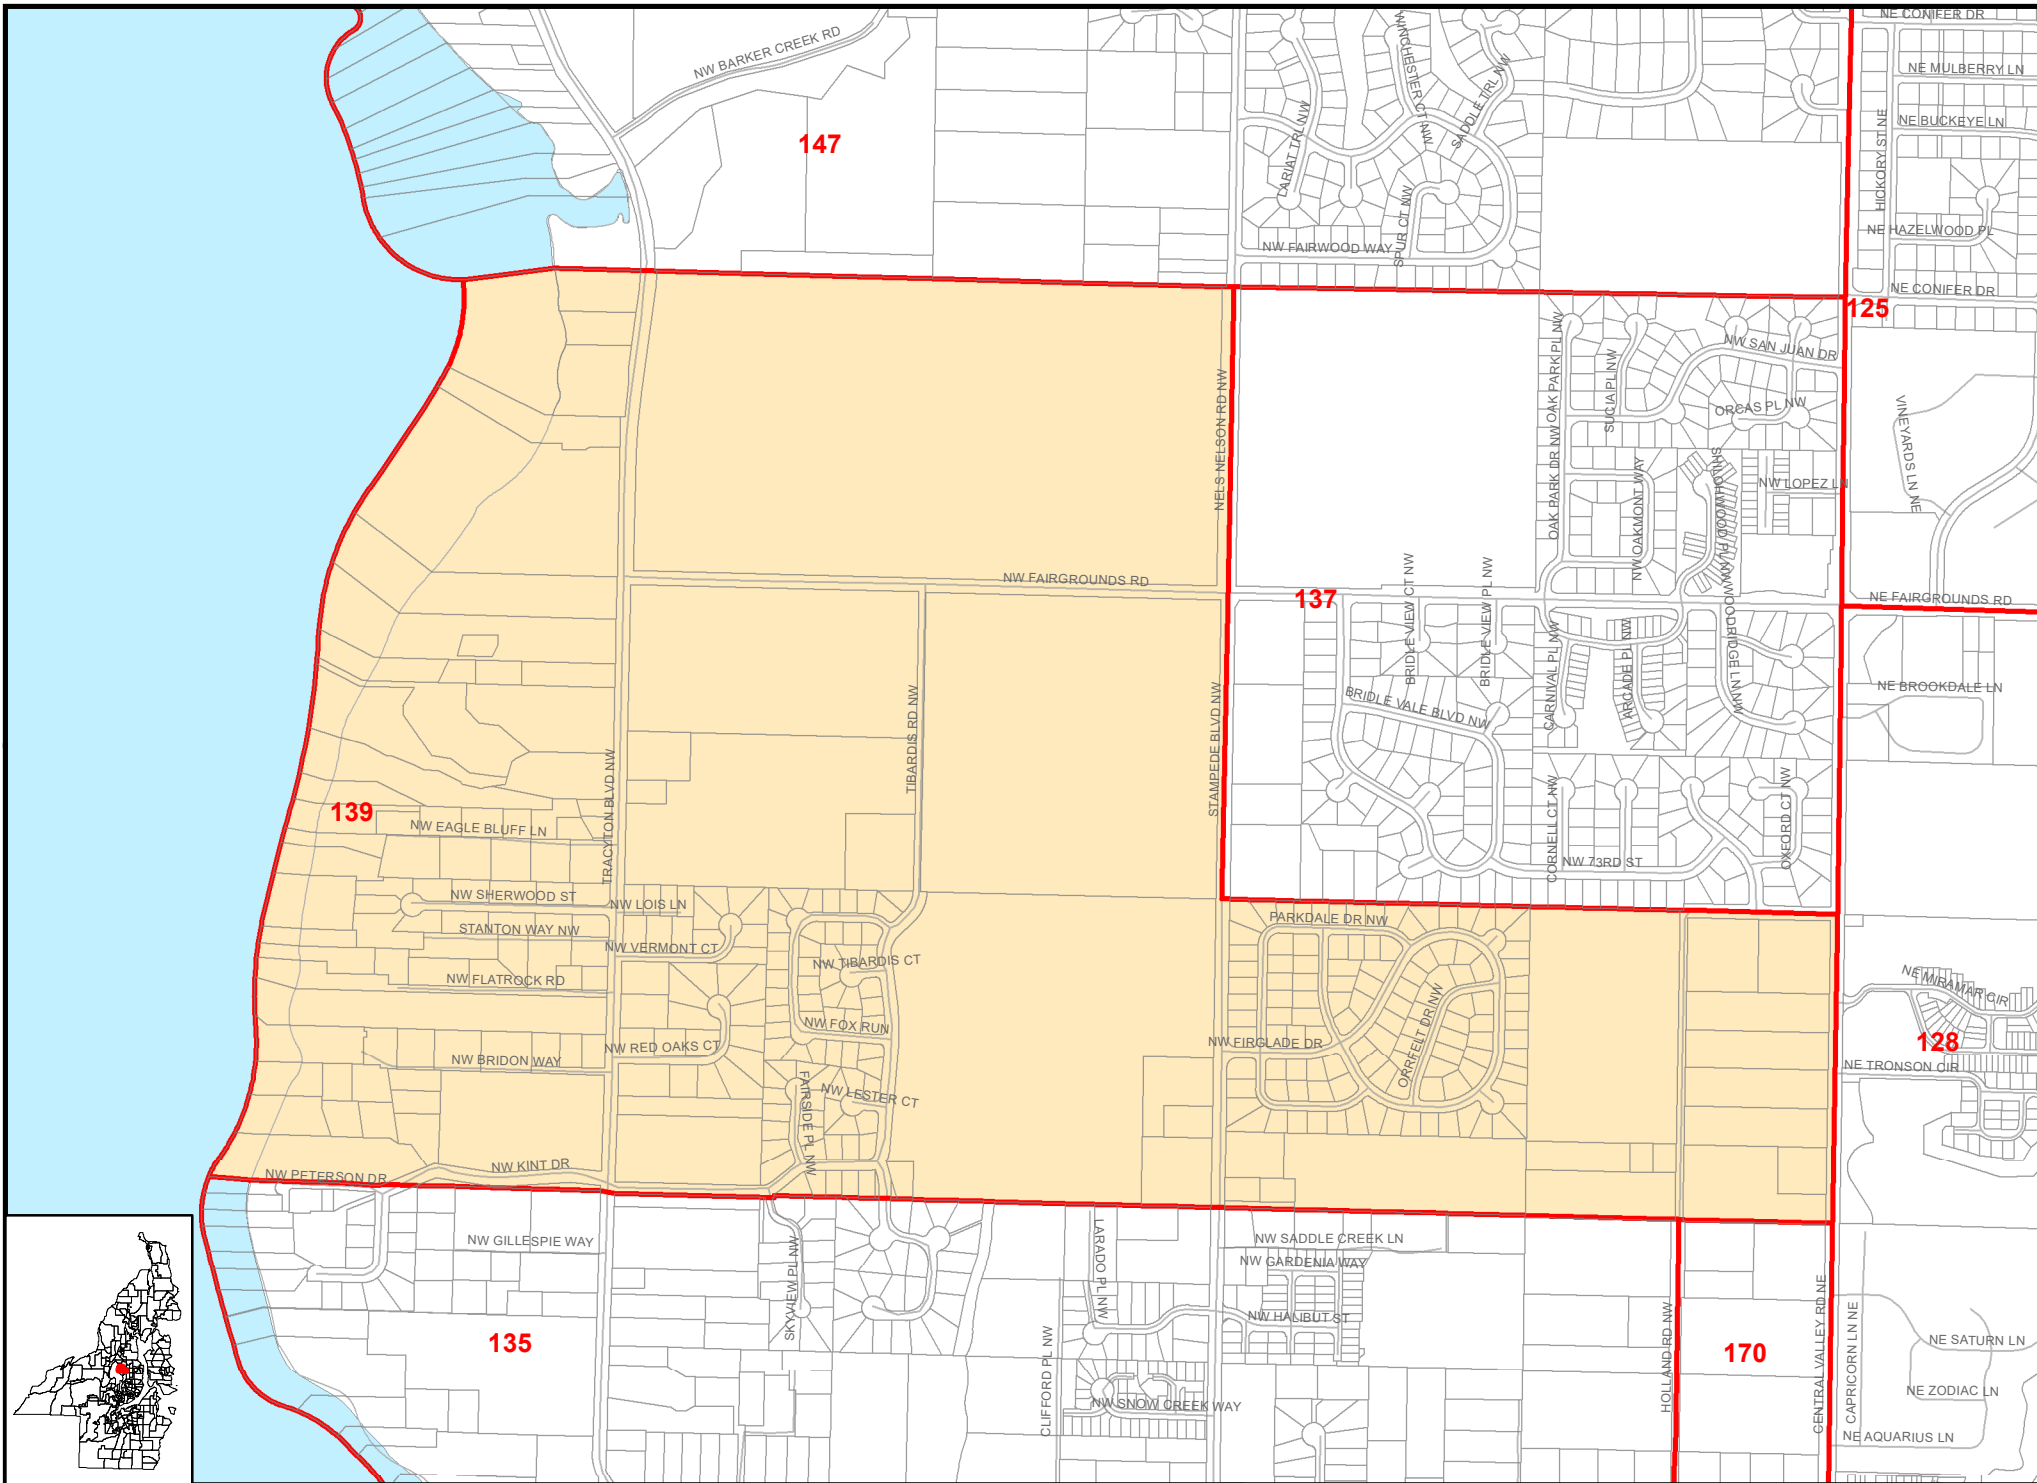 NE CONIFER DR
NW BARKER CREEK RD
WINCHESTER CT NW
SADDLE TRL NW
NE MULBERRY LN
NE BUCKEYE LN
147
LARIAT TRL NW
HICKORY ST NE
SPUR CT NW
NW FAIRWOOD WAY
NE HAZELWOOD PL
NE CONIFER DR
125
NW SAN JUAN DR
OAK PARK PL NW
SUCIA PL NW
ORCAS PL NW
NELS NELSON RD NW
OAK PARK DR NW
NW OAKMONT WAY
SHILOHWOOD PL NW
NW LOPEZ LN
VINEYARDS LN NE
NW FAIRGROUNDS RD
137
NE FAIRGROUNDS RD
BRIDLE VIEW CT NW
BRIDLE VIEW PL NW
CARNIVAL PL NW
ARCADE PL NW
WOODRIDGE LN NW
NE BROOKDALE LN
BRIDLE VALE BLVD NW
TIBARDIS RD NW
STAMPEDE BLVD NW
TRACYTON BLVD NW
139
NW EAGLE BLUFF LN
CORNELL CT NW
NW 73RD ST
OXFORD CT NW
NW SHERWOOD ST
NW LOIS LN
STANTON WAY NW
NW VERMONT CT
PARKDALE DR NW
NW TIBARDIS CT
NW FLATROCK RD
NE MIRAMAR CIR
NW FOX RUN
NW RED OAKS CT
NW BRIDON WAY
NW FIRGLADE DR
ORRFELT DR NW
128
NE TRONSON CIR
FAIRSIDE PL NW
NW LESTER CT
NW PETERSON DR
NW KINT DR
NW GILLESPIE WAY
SKYVIEW PL NW
LARADO PL NW
NW SADDLE CREEK LN
NW GARDENIA WAY
NW HALIBUT ST
135
CLIFFORD PL NW
NW SNOW CREEK WAY
HOLLAND RD NW
170
CENTRAL VALLEY RD NE
CAPRICORN LN NE
NE SATURN LN
NE ZODIAC LN
NE AQUARIUS LN